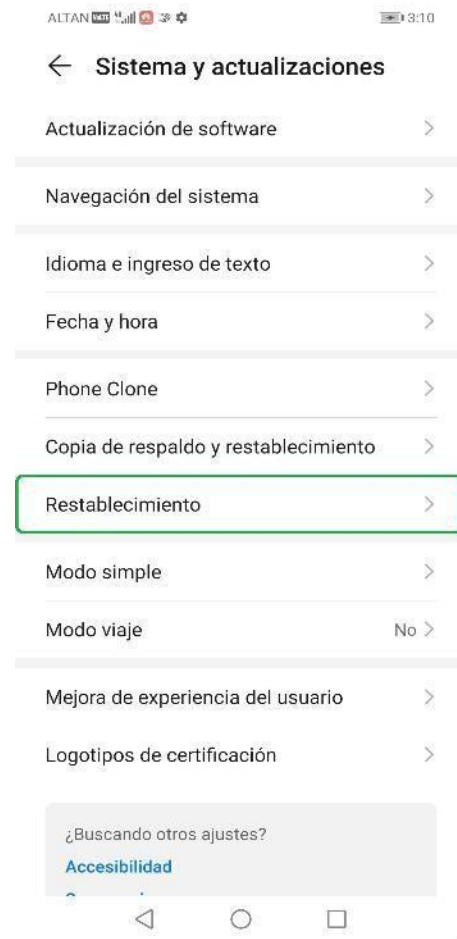 ALTAN 3:10
Sistema y actualizaciones
Actualización de software
Navegación del sistema
Idioma e ingreso de texto
Fecha y hora
Phone Clone
Copia de respaldo y restablecimiento
Restablecimiento
Modo simple
Modo viaje No
Mejora de experiencia del usuario
Logotipos de certificación
¿Buscando otros ajustes?
Accesibilidad